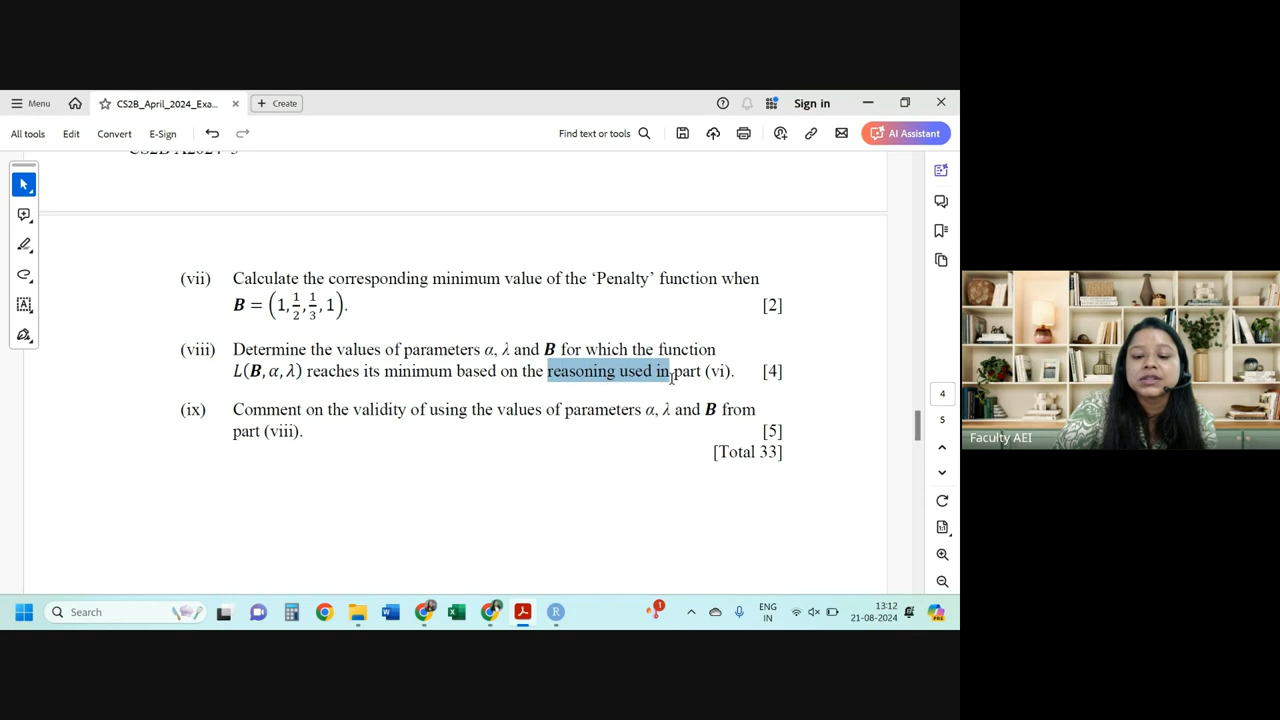 Menu
CS2B_April_2024_Exa...
Create
Sign in
All tools
Edit
Convert
E-Sign
Find text or tools
AI Assistant
(vii) Calculate the corresponding minimum value of the ‘Penalty’ function when
B = (1, 1/2, 1/3, 1). [2]
(viii) Determine the values of parameters α, λ and B for which the function
L(B, α, λ) reaches its minimum based on the reasoning used in part (vi). [4]
(ix) Comment on the validity of using the values of parameters α, λ and B from
part (viii). [5]
[Total 33]
4
5
Faculty AEI
Search
1
ENG
IN
13:12
21-08-2024